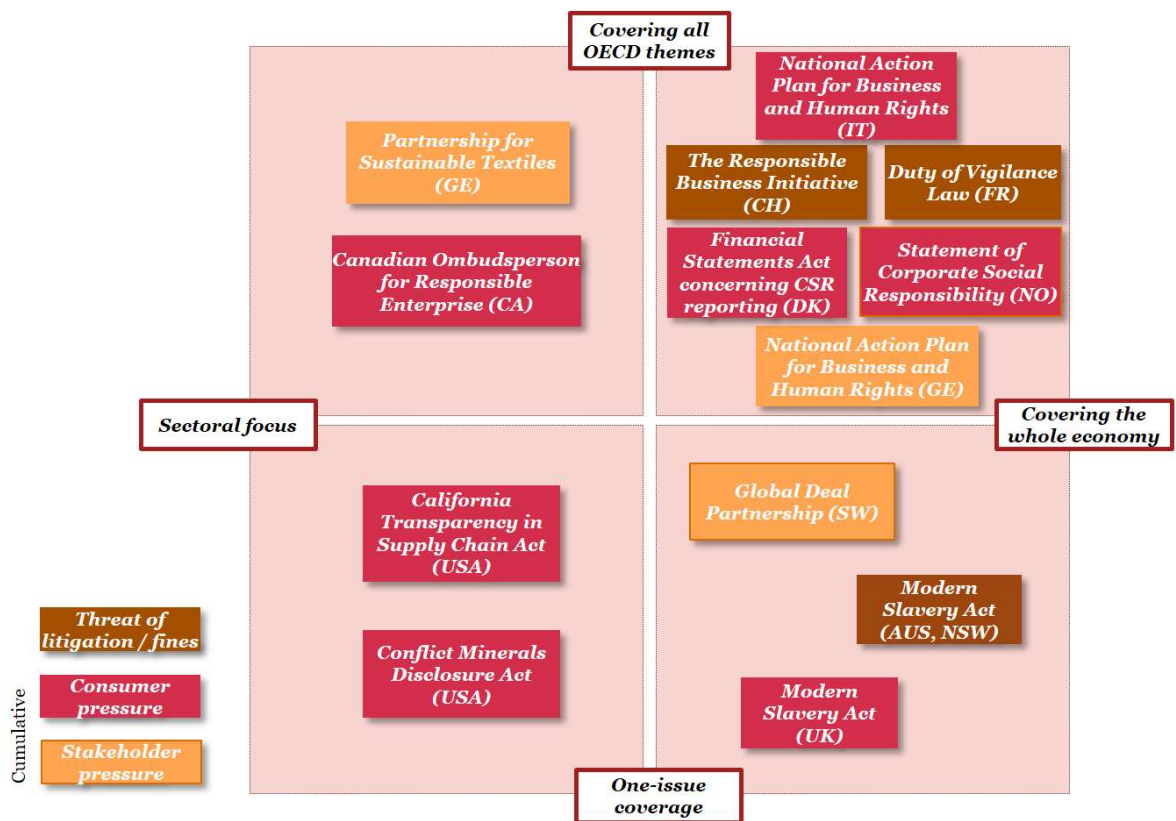 Covering all
OECD themes
National Action
Plan for Business
and Human Rights
(IT)
Partnership for
Sustainable Textiles
(GE)
The Responsible
Business Initiative
(CH)
Duty of Vigilance
Law (FR)
Canadian Ombudsperson
for Responsible
Enterprise (CA)
Financial
Statements Act
concerning CSR
reporting (DK)
Statement of
Corporate Social
Responsibility (NO)
National Action Plan
for Business and
Human Rights (GE)
Sectoral focus
Covering the
whole economy
California
Transparency in
Supply Chain Act
(USA)
Global Deal
Partnership (SW)
Modern
Slavery Act
(AUS, NSW)
Conflict Minerals
Disclosure Act
(USA)
Modern
Slavery Act
(UK)
Threat of
litigation / fines
Consumer
pressure
Stakeholder
pressure
Cumulative
One-issue
coverage